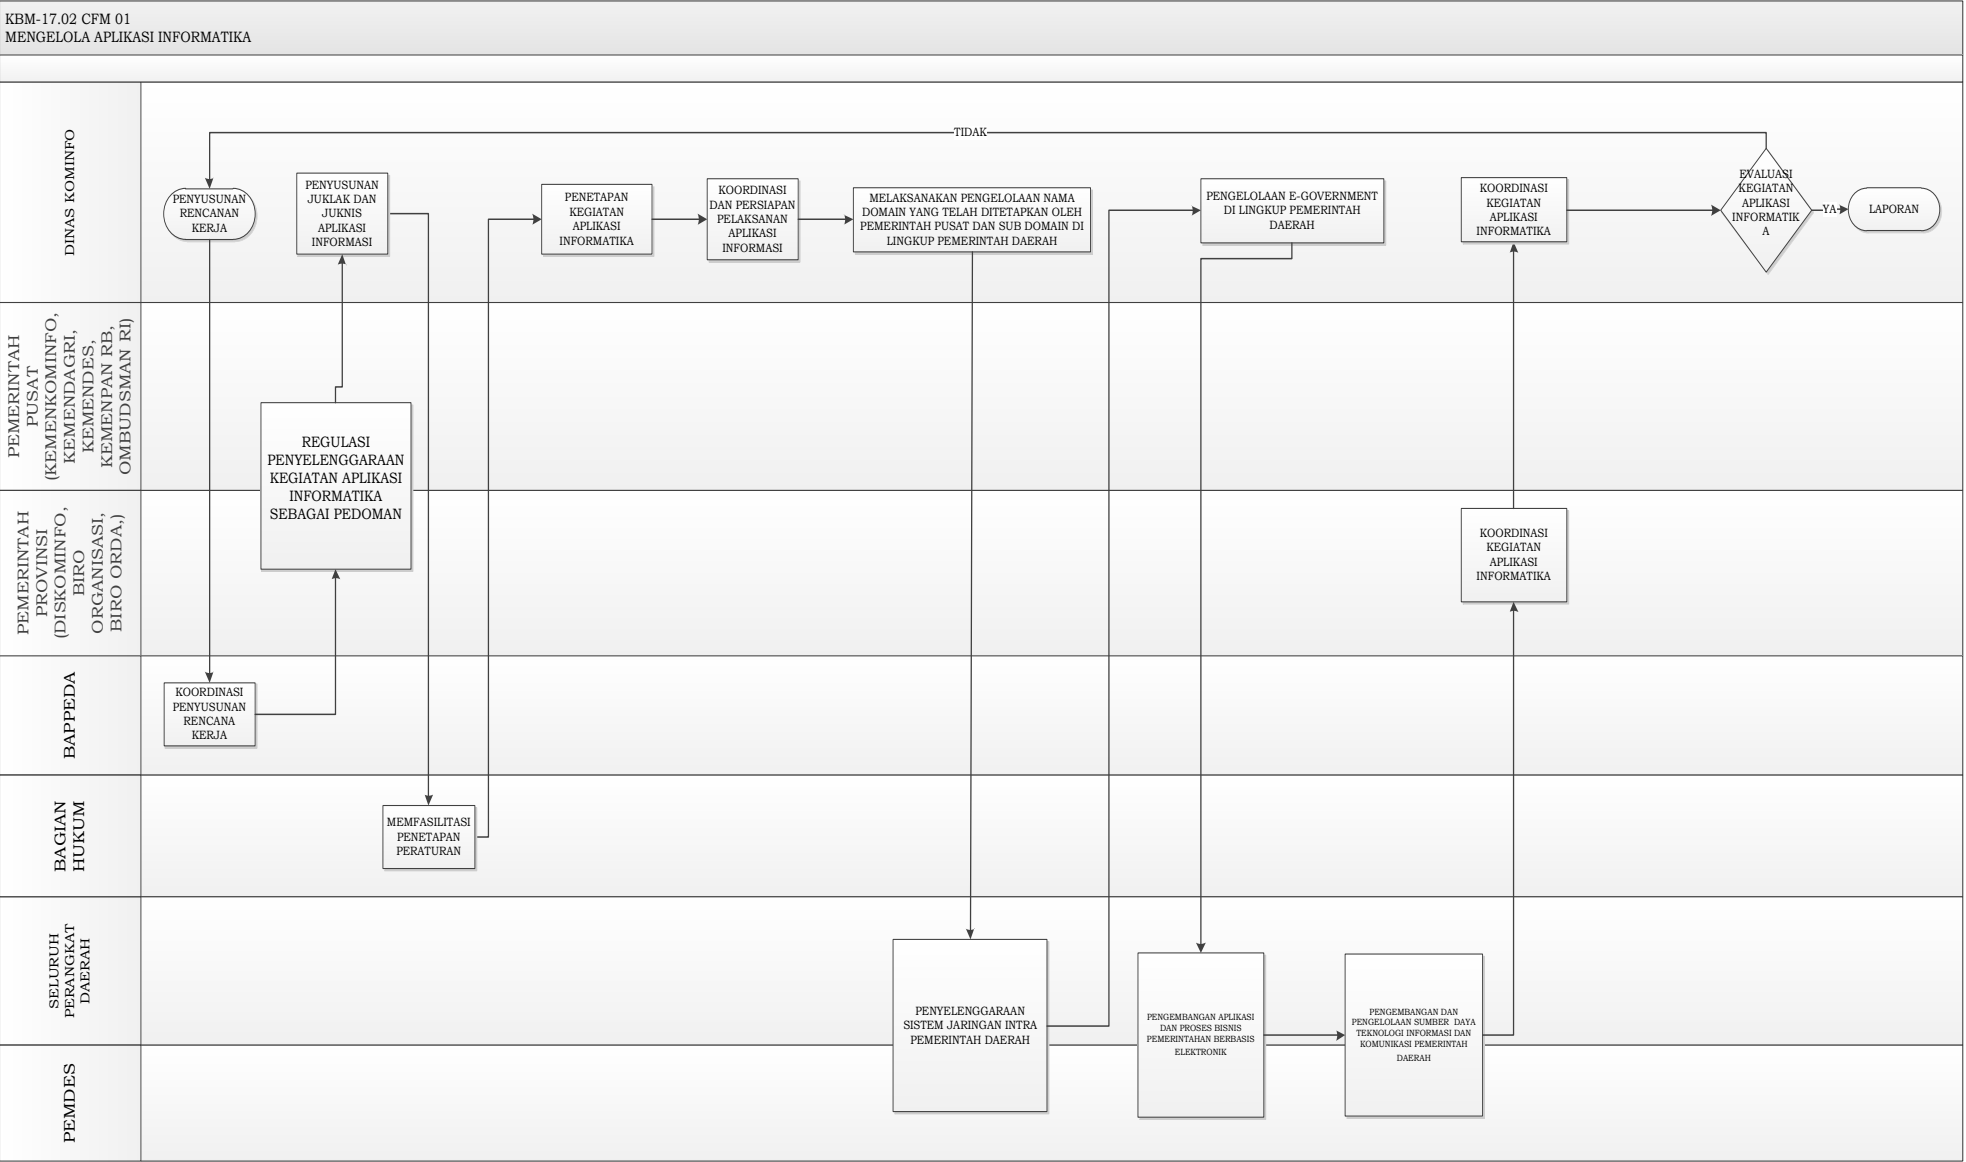 KBM-17.02 CFM 01
MENGELOLA APLIKASI INFORMATIKA
DINAS KOMINFO
TIDAK
PENYUSUNAN
RENCANAN
KERJA
PENYUSUNAN
JUKLAK DAN
JUKNIS
APLIKASI
INFORMASI
PENETAPAN
KEGIATAN
APLIKASI
INFORMATIKA
KOORDINASI
DAN PERSIAPAN
PELAKSANAN
APLIKASI
INFORMASI
MELAKSANAKAN PENGELOLAAN NAMA
DOMAIN YANG TELAH DITETAPKAN OLEH
PEMERINTAH PUSAT DAN SUB DOMAIN DI
LINGKUP PEMERINTAH DAERAH
PENGELOLAAN E-GOVERNMENT
DI LINGKUP PEMERINTAH
DAERAH
KOORDINASI
KEGIATAN
APLIKASI
INFORMATIKA
EVALUASI
KEGIATAN
APLIKASI
INFORMATIK
A
YA
LAPORAN
PEMERINTAH
PUSAT
(KEMENKOMINFO,
KEMENDAGRI,
KEMENDES,
KEMENPAN RB,
OMBUDSMAN RI)
REGULASI
PENYELENGGARAAN
KEGIATAN APLIKASI
INFORMATIKA
SEBAGAI PEDOMAN
PEMERINTAH
PROVINSI
(DISKOMINFO,
BIRO
ORGANISASI,
BIRO ORDA,)
KOORDINASI
KEGIATAN
APLIKASI
INFORMATIKA
BAPPEDA
KOORDINASI
PENYUSUNAN
RENCANA
KERJA
BAGIAN
HUKUM
MEMFASILITASI
PENETAPAN
PERATURAN
SELURUH
PERANGKAT
DAERAH
PENYELENGGARAAN
SISTEM JARINGAN INTRA
PEMERINTAH DAERAH
PENGEMBANGAN APLIKASI
DAN PROSES BISNIS
PEMERINTAHAN BERBASIS
ELEKTRONIK
PENGEMBANGAN DAN
PENGELOLAAN SUMBER DAYA
TEKNOLOGI INFORMASI DAN
KOMUNIKASI PEMERINTAH
DAERAH
PEMDES